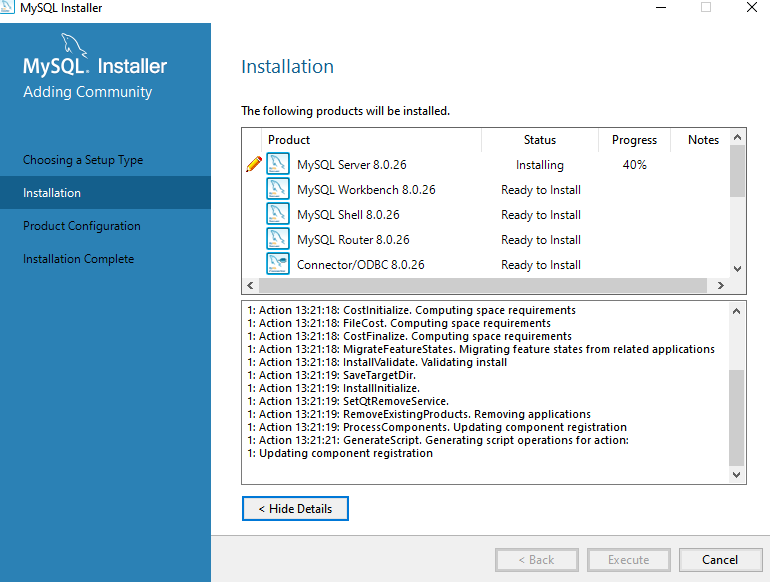 MySQL Installer
MySQL. Installer
Adding Community
Choosing a Setup Type
Installation
Product Configuration
Installation Complete
Installation
The following products will be installed.
Product Status Progress Notes
MySQL Server 8.0.26 Installing 40%
MySQL Workbench 8.0.26 Ready to Install
MySQL Shell 8.0.26 Ready to Install
MySQL Router 8.0.26 Ready to Install
Connector/ODBC 8.0.26 Ready to Install
1: Action 13:21:18: CostInitialize. Computing space requirements
1: Action 13:21:18: FileCost. Computing space requirements
1: Action 13:21:18: CostFinalize. Computing space requirements
1: Action 13:21:18: MigrateFeatureStates. Migrating feature states from related applications
1: Action 13:21:18: InstallValidate. Validating install
1: Action 13:21:19: SaveTargetDir.
1: Action 13:21:19: InstallInitialize.
1: Action 13:21:19: SetQtRemoveService.
1: Action 13:21:19: RemoveExistingProducts. Removing applications
1: Action 13:21:19: ProcessComponents. Updating component registration
1: Action 13:21:21: GenerateScript. Generating script operations for action:
1: Updating component registration
< Hide Details
< Back
Execute
Cancel